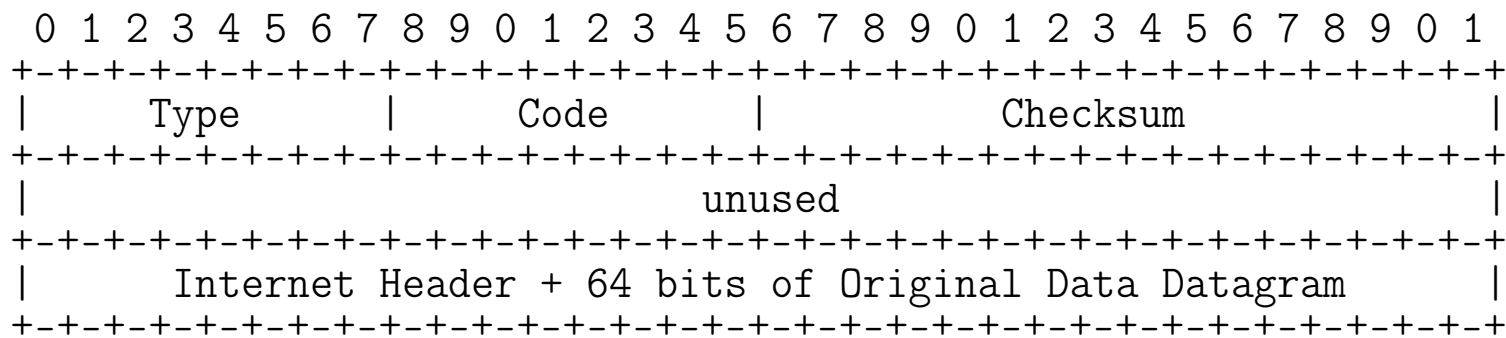 0 1 2 3 4 5 6 7 8 9 0 1 2 3 4 5 6 7 8 9 0 1 2 3 4 5 6 7 8 9 0 1
+-+-+-+-+-+-+-+-+-+-+-+-+-+-+-+-+-+-+-+-+-+-+-+-+-+-+-+-+-+-+-+-+
| Type | Code | Checksum |
+-+-+-+-+-+-+-+-+-+-+-+-+-+-+-+-+-+-+-+-+-+-+-+-+-+-+-+-+-+-+-+-+
| unused |
+-+-+-+-+-+-+-+-+-+-+-+-+-+-+-+-+-+-+-+-+-+-+-+-+-+-+-+-+-+-+-+-+
| Internet Header + 64 bits of Original Data Datagram |
+-+-+-+-+-+-+-+-+-+-+-+-+-+-+-+-+-+-+-+-+-+-+-+-+-+-+-+-+-+-+-+-+